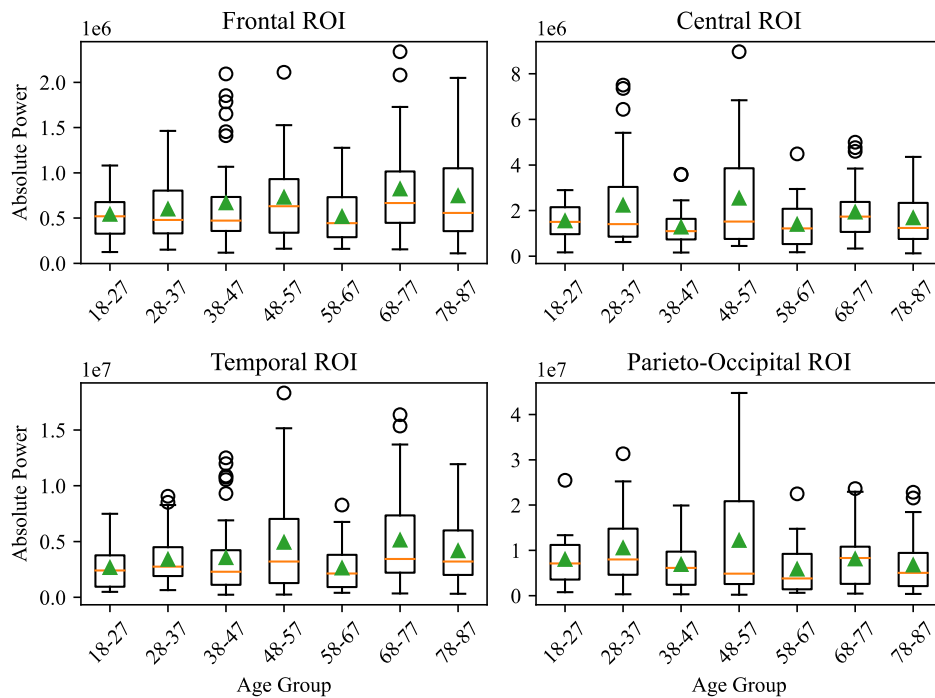 Frontal ROI
1e6
Absolute Power
2.0
1.5
1.0
0.5
0.0
18-27 28-37 38-47 48-57 58-67 68-77 78-87
Central ROI
1e6
8
6
4
2
0
18-27 28-37 38-47 48-57 58-67 68-77 78-87
Temporal ROI
1e7
Absolute Power
1.5
1.0
0.5
0.0
18-27 28-37 38-47 48-57 58-67 68-77 78-87
Age Group
Parieto-Occipital ROI
1e7
4
3
2
1
0
18-27 28-37 38-47 48-57 58-67 68-77 78-87
Age Group